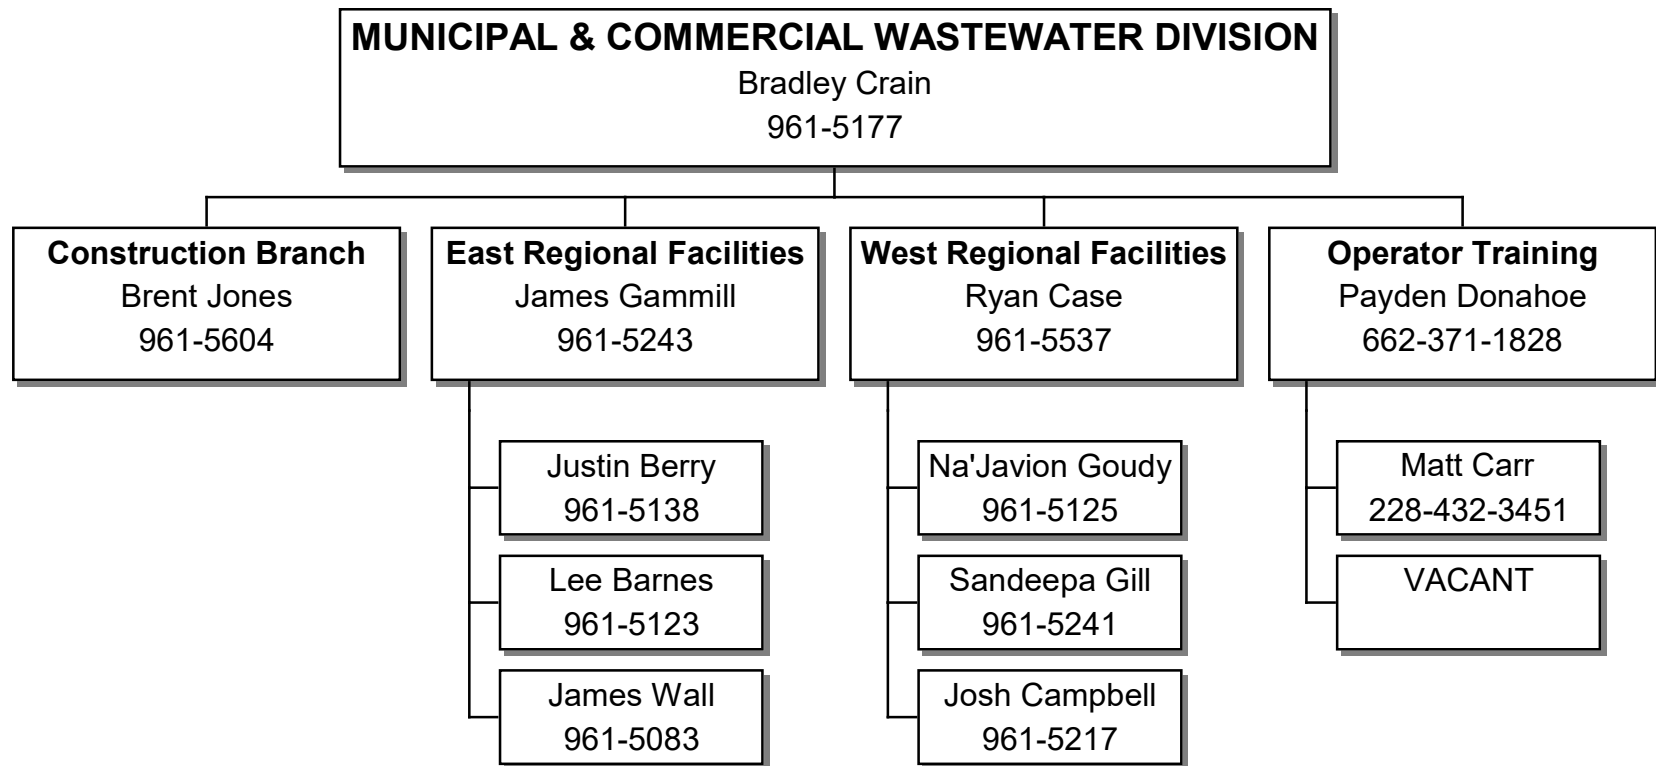 MUNICIPAL & COMMERCIAL WASTEWATER DIVISION
Bradley Crain
961-5177
Construction Branch
Brent Jones
961-5604
East Regional Facilities
James Gammill
961-5243
Justin Berry
961-5138
Lee Barnes
961-5123
James Wall
961-5083
West Regional Facilities
Ryan Case
961-5537
Na'Javion Goudy
961-5125
Sandeepa Gill
961-5241
Josh Campbell
961-5217
Operator Training
Payden Donahoe
662-371-1828
Matt Carr
228-432-3451
VACANT